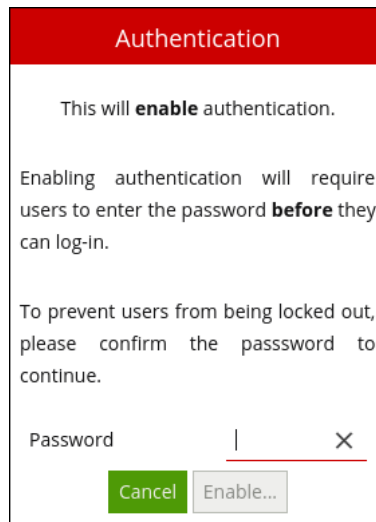 Authentication
This will enable authentication.
Enabling authentication will require
users to enter the password before they
can log-in.
To prevent users from being locked out,
please confirm the passsword to
continue.
Password
Cancel Enable...